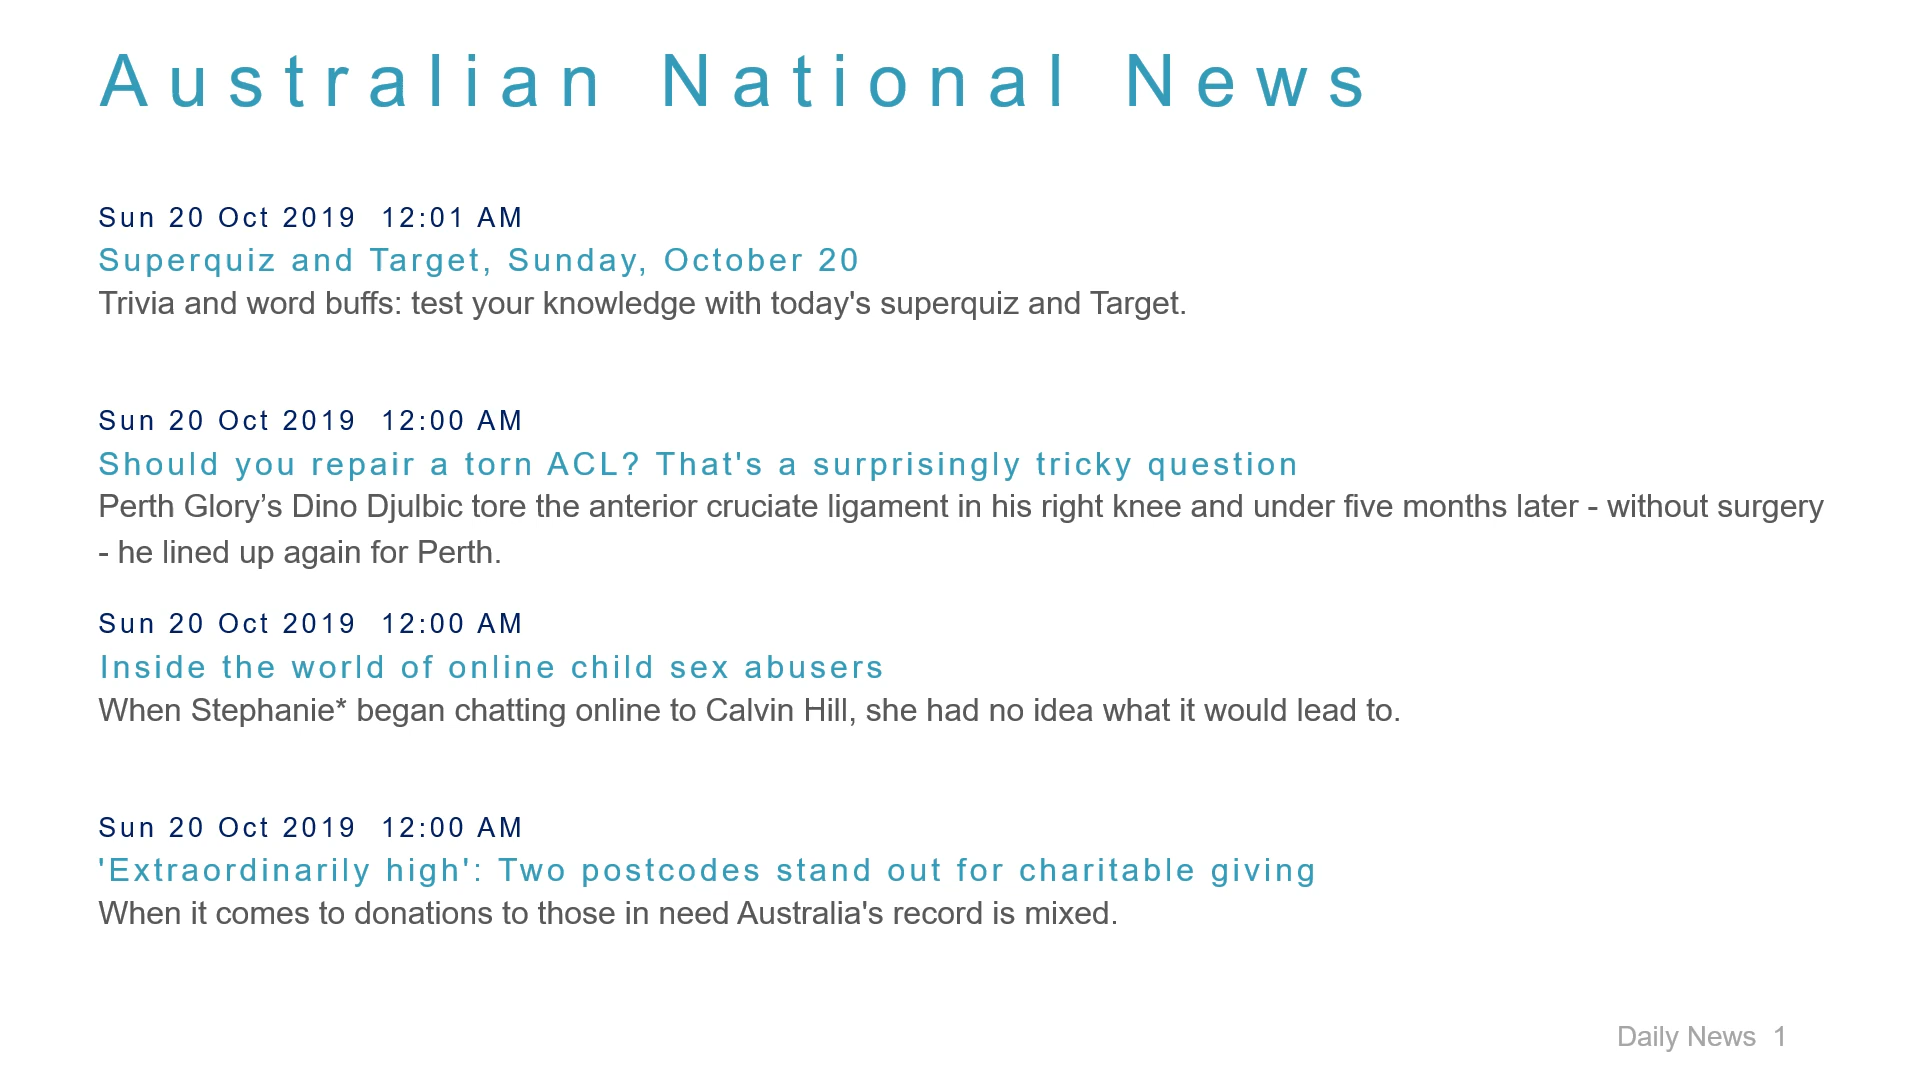 Australian National News
Sun 20 Oct 2019  12:01 AM
Superquiz and Target, Sunday, October 20
Trivia and word buffs: test your knowledge with today's superquiz and Target.
Sun 20 Oct 2019  12:00 AM
Should you repair a torn ACL? That's a surprisingly tricky question
Perth Glory’s Dino Djulbic tore the anterior cruciate ligament in his right knee and under five months later - without surgery
- he lined up again for Perth.
Sun 20 Oct 2019  12:00 AM
Inside the world of online child sex abusers
When Stephanie* began chatting online to Calvin Hill, she had no idea what it would lead to.
Sun 20 Oct 2019  12:00 AM
'Extraordinarily high': Two postcodes stand out for charitable giving
When it comes to donations to those in need Australia's record is mixed.
Daily News  1